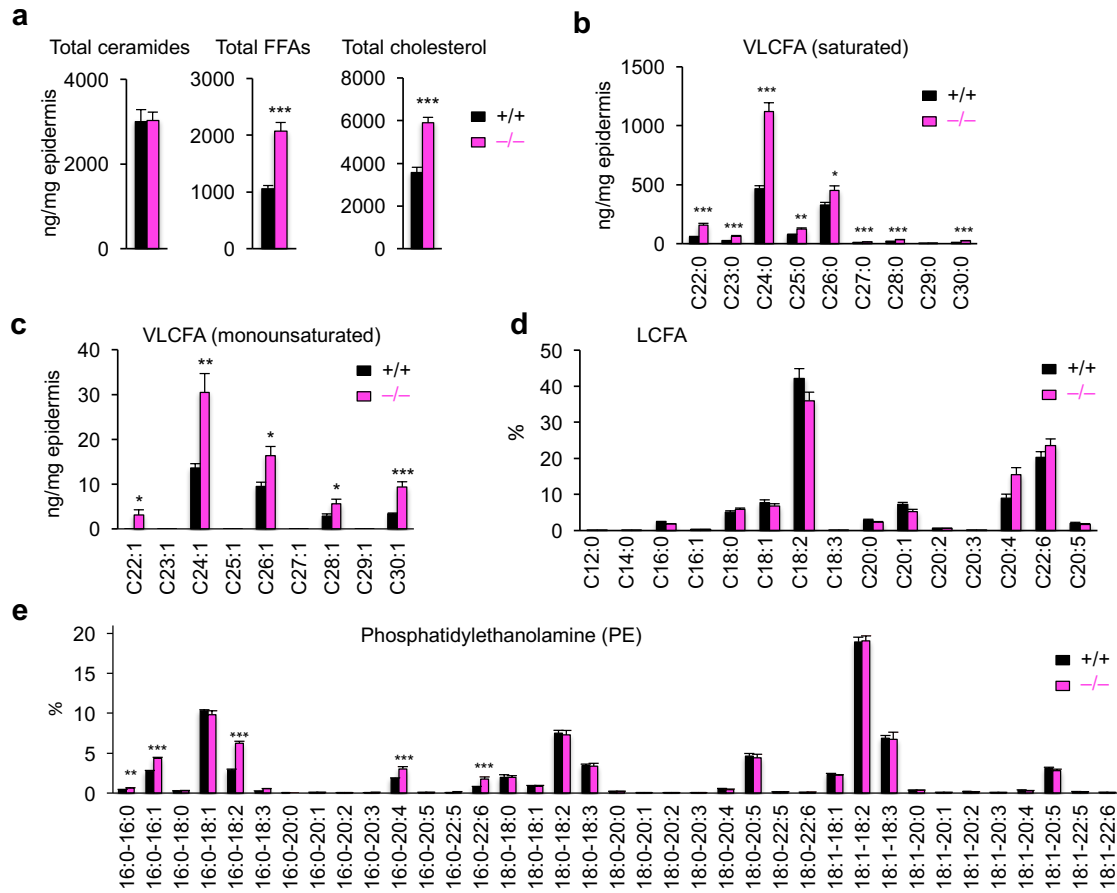 a
Total ceramides
Total FFAs
Total cholesterol
ng/mg epidermis
4000
2000
0
3000
2000
1000
0
***
8000
6000
4000
2000
0
***
+/+
–/–
b
VLCFA (saturated)
ng/mg epidermis
1500
1000
500
0
***
***
***
**
*
***
***
***
+/+
–/–
C22:0
C23:0
C24:0
C25:0
C26:0
C27:0
C28:0
C29:0
C30:0
c
VLCFA (monounsaturated)
ng/mg epidermis
40
30
20
10
0
*
**
*
*
***
+/+
–/–
C22:1
C23:1
C24:1
C25:1
C26:1
C27:1
C28:1
C29:1
C30:1
d
LCFA
%
50
40
30
20
10
0
+/+
–/–
C12:0
C14:0
C16:0
C16:1
C18:0
C18:1
C18:2
C18:3
C20:0
C20:1
C20:2
C20:3
C20:4
C22:6
C20:5
e
Phosphatidylethanolamine (PE)
%
20
15
10
5
0
**
***
***
***
***
+/+
–/–
16:0-16:0
16:0-16:1
16:0-18:0
16:0-18:1
16:0-18:2
16:0-18:3
16:0-20:0
16:0-20:1
16:0-20:2
16:0-20:3
16:0-20:4
16:0-20:5
16:0-22:5
16:0-22:6
18:0-18:0
18:0-18:1
18:0-18:2
18:0-18:3
18:0-20:0
18:0-20:1
18:0-20:2
18:0-20:3
18:0-20:4
18:0-20:5
18:0-22:5
18:0-22:6
18:1-18:1
18:1-18:2
18:1-18:3
18:1-20:0
18:1-20:1
18:1-20:2
18:1-20:3
18:1-20:4
18:1-20:5
18:1-22:5
18:1-22:6